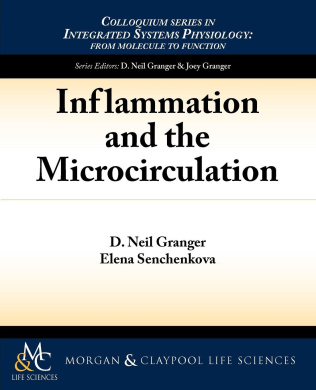 COLLOQUIUM SERIES IN
INTEGRATED SYSTEMS PHYSIOLOGY:
FROM MOLECULE TO FUNCTION
Series Editors: D. Neil Granger & Joey Granger
Inflammation
and the
Microcirculation
D. Neil Granger
Elena Senchenkova
M&C
LIFE SCIENCES
MORGAN & CLAYPOOL LIFE SCIENCES